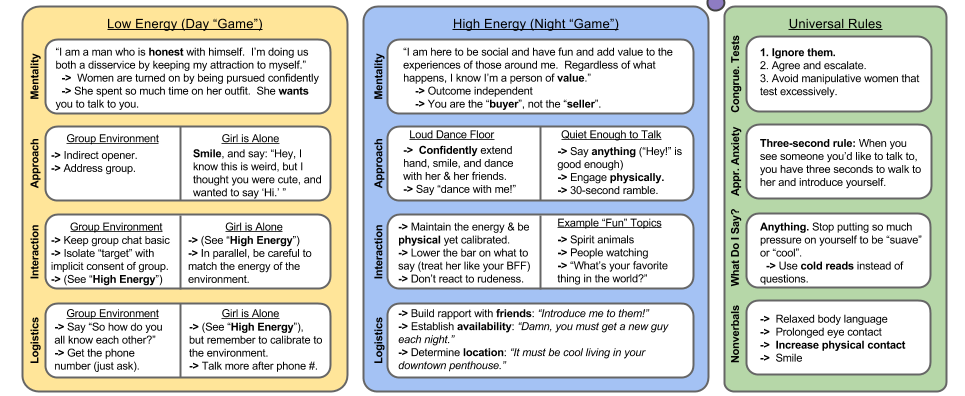 Low Energy (Day “Game”)
Mentality
“I am a man who is honest with himself. I’m doing us
both a disservice by keeping my attraction to myself.”
-> Women are turned on by being pursued confidently
-> She spent so much time on her outfit. She wants
you to talk to you.
Approach
Group Environment
-> Indirect opener.
-> Address group.
Girl is Alone
Smile, and say: “Hey, I
know this is weird, but I
thought you were cute, and
wanted to say ‘Hi.’ ”
Interaction
Group Environment
-> Keep group chat basic
-> Isolate “target” with
implicit consent of group.
-> (See “High Energy”)
Girl is Alone
-> (See “High Energy”)
-> In parallel, be careful to
match the energy of the
environment.
Logistics
Group Environment
-> Say “So how do you
all know each other?”
-> Get the phone
number (just ask).
Girl is Alone
-> (See “High Energy”),
but remember to calibrate to
the environment.
-> Talk more after phone #.
High Energy (Night “Game”)
Mentality
“I am here to be social and have fun and add value to the
experiences of those around me. Regardless of what
happens, I know I’m a person of value.”
-> Outcome independent
-> You are the “buyer”, not the “seller”.
Approach
Loud Dance Floor
-> Confidently extend
hand, smile, and dance
with her & her friends.
-> Say “dance with me!”
Quiet Enough to Talk
-> Say anything (“Hey!” is
good enough)
-> Engage physically.
-> 30-second ramble.
Interaction
-> Maintain the energy & be
physical yet calibrated.
-> Lower the bar on what to
say (treat her like your BFF)
-> Don’t react to rudeness.
Example “Fun” Topics
-> Spirit animals
-> People watching
-> “What’s your favorite
thing in the world?”
Logistics
-> Build rapport with friends: “Introduce me to them!”
-> Establish availability: “Damn, you must get a new guy
each night.”
-> Determine location: “It must be cool living in your
downtown penthouse.”
Universal Rules
Congrue. Tests
1. Ignore them.
2. Agree and escalate.
3. Avoid manipulative women that
test excessively.
Appr. Anxiety
Three-second rule: When you
see someone you’d like to talk to,
you have three seconds to walk to
her and introduce yourself.
What Do I Say?
Anything. Stop putting so much
pressure on yourself to be “suave”
or “cool”.
-> Use cold reads instead of
questions.
Nonverbals
-> Relaxed body language
-> Prolonged eye contact
-> Increase physical contact
-> Smile